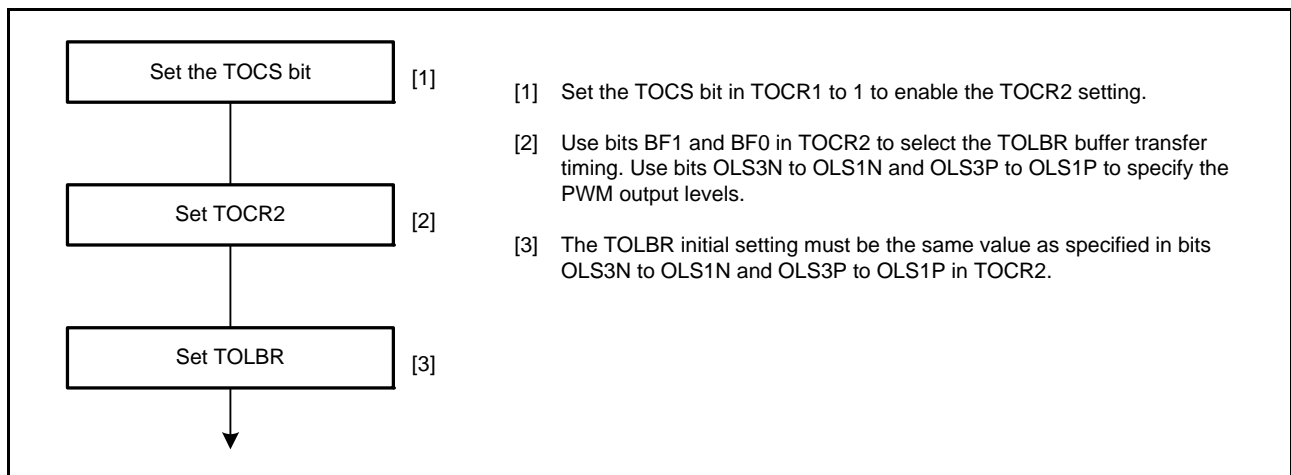 Set the TOCS bit
[1]
Set TOCR2
[2]
Set TOLBR
[3]
[1] Set the TOCS bit in TOCR1 to 1 to enable the TOCR2 setting.
[2] Use bits BF1 and BF0 in TOCR2 to select the TOLBR buffer transfer
timing. Use bits OLS3N to OLS1N and OLS3P to OLS1P to specify the
PWM output levels.
[3] The TOLBR initial setting must be the same value as specified in bits
OLS3N to OLS1N and OLS3P to OLS1P in TOCR2.